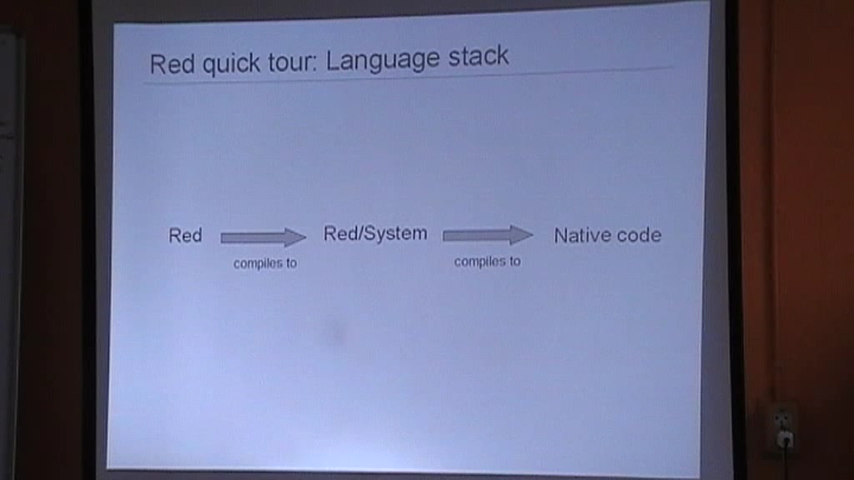 Red quick tour: Language stack
Red Red/System Native code
compiles to compiles to